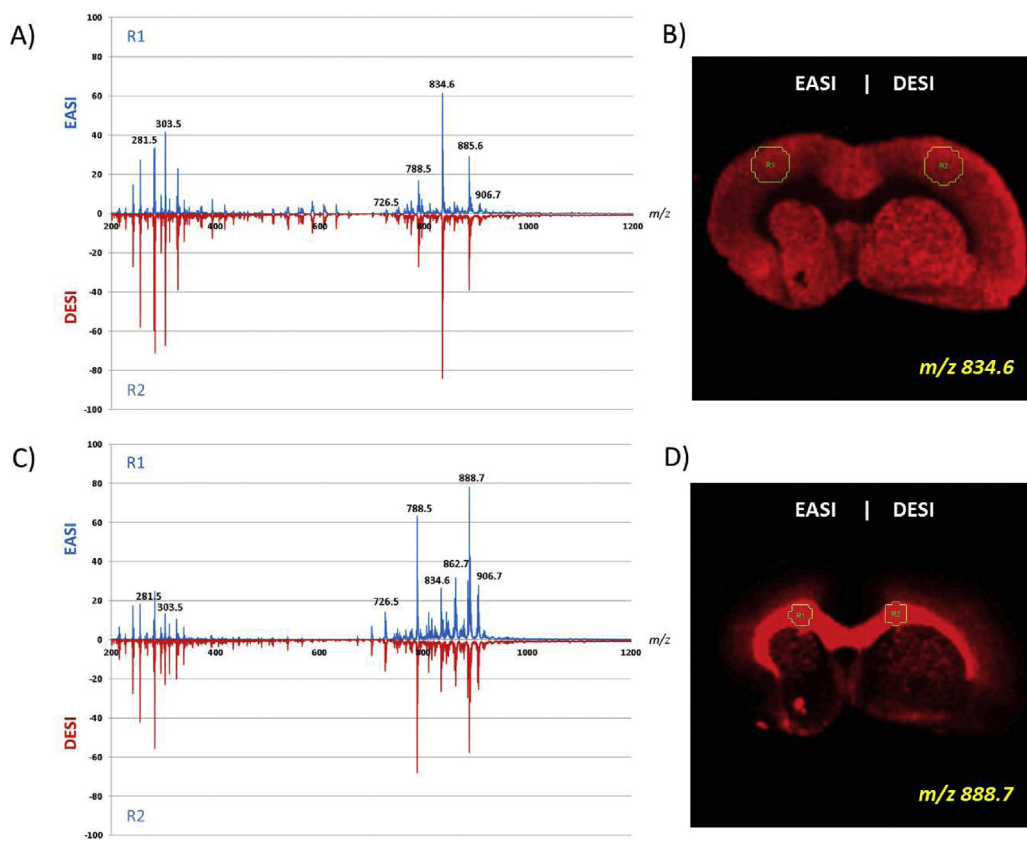 A)
R1
EASI
DESI
R2
100
80
60
40
20
0
-20
-40
-60
-80
-100
200 400 600 800 1000 1200
m/z
281.5
303.5
726.5
788.5
834.6
885.6
906.7
B)
EASI | DESI
R1 R2
m/z 834.6
C)
R1
EASI
DESI
R2
100
80
60
40
20
0
-20
-40
-60
-80
-100
200 400 600 800 1000 1200
m/z
281.5
303.5
726.5
788.5
834.6
862.7
888.7
906.7
D)
EASI | DESI
R1 R2
m/z 888.7